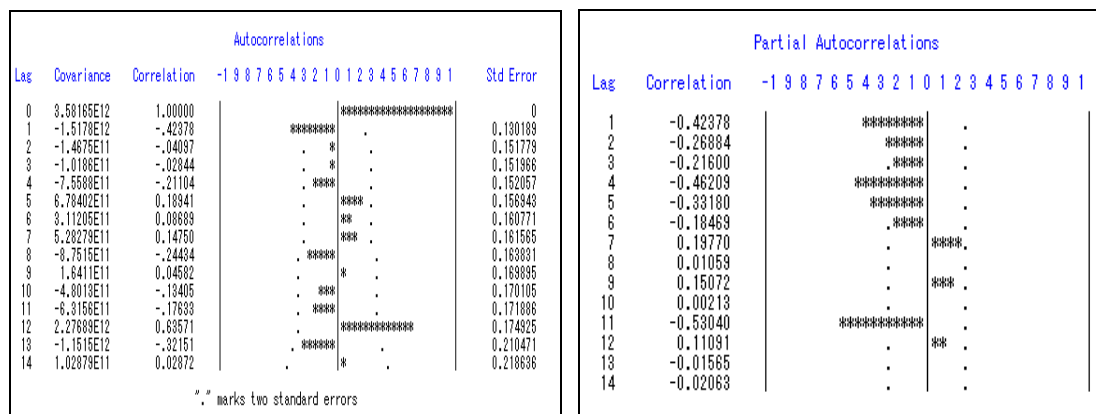 Autocorrelations
Lag Covariance Correlation -1 9 8 7 6 5 4 3 2 1 0 1 2 3 4 5 6 7 8 9 1 Std Error
0 3.58165E12 1.00000 |********************| 0
1 -1.5178E12 -.42378 ********| . 0.130189
2 -1.4675E11 -.04097 . *| . 0.151779
3 -1.0186E11 -.02844 . *| . 0.151966
4 -7.5588E11 -.21104 . ****| . 0.152057
5 6.78402E11 0.18941 . |**** . 0.156943
6 3.11205E11 0.08689 . |** . 0.160771
7 5.28279E11 0.14750 . |*** . 0.161565
8 -8.7515E11 -.24434 . *****| . 0.163831
9 1.6411E11 0.04582 . |* . 0.169895
10 -4.8013E11 -.13405 . ***| . 0.170105
11 -6.3156E11 -.17633 . ****| . 0.171886
12 2.27689E12 0.63571 . |************* 0.174925
13 -1.1515E12 -.32151 . ******| . 0.210471
14 1.02879E11 0.02872 . |* . 0.218636
"." marks two standard errors
Partial Autocorrelations
Lag Correlation -1 9 8 7 6 5 4 3 2 1 0 1 2 3 4 5 6 7 8 9 1
1 -0.42378 ********| .
2 -0.26884 *****| .
3 -0.21600 .****| .
4 -0.46209 *********| .
5 -0.33180 *******| .
6 -0.18469 .****| .
7 0.19770 . |****.
8 0.01059 . | .
9 0.15072 . |*** .
10 0.00213 . | .
11 -0.53040 ***********| .
12 0.11091 . |** .
13 -0.01565 . | .
14 -0.02063 . | .